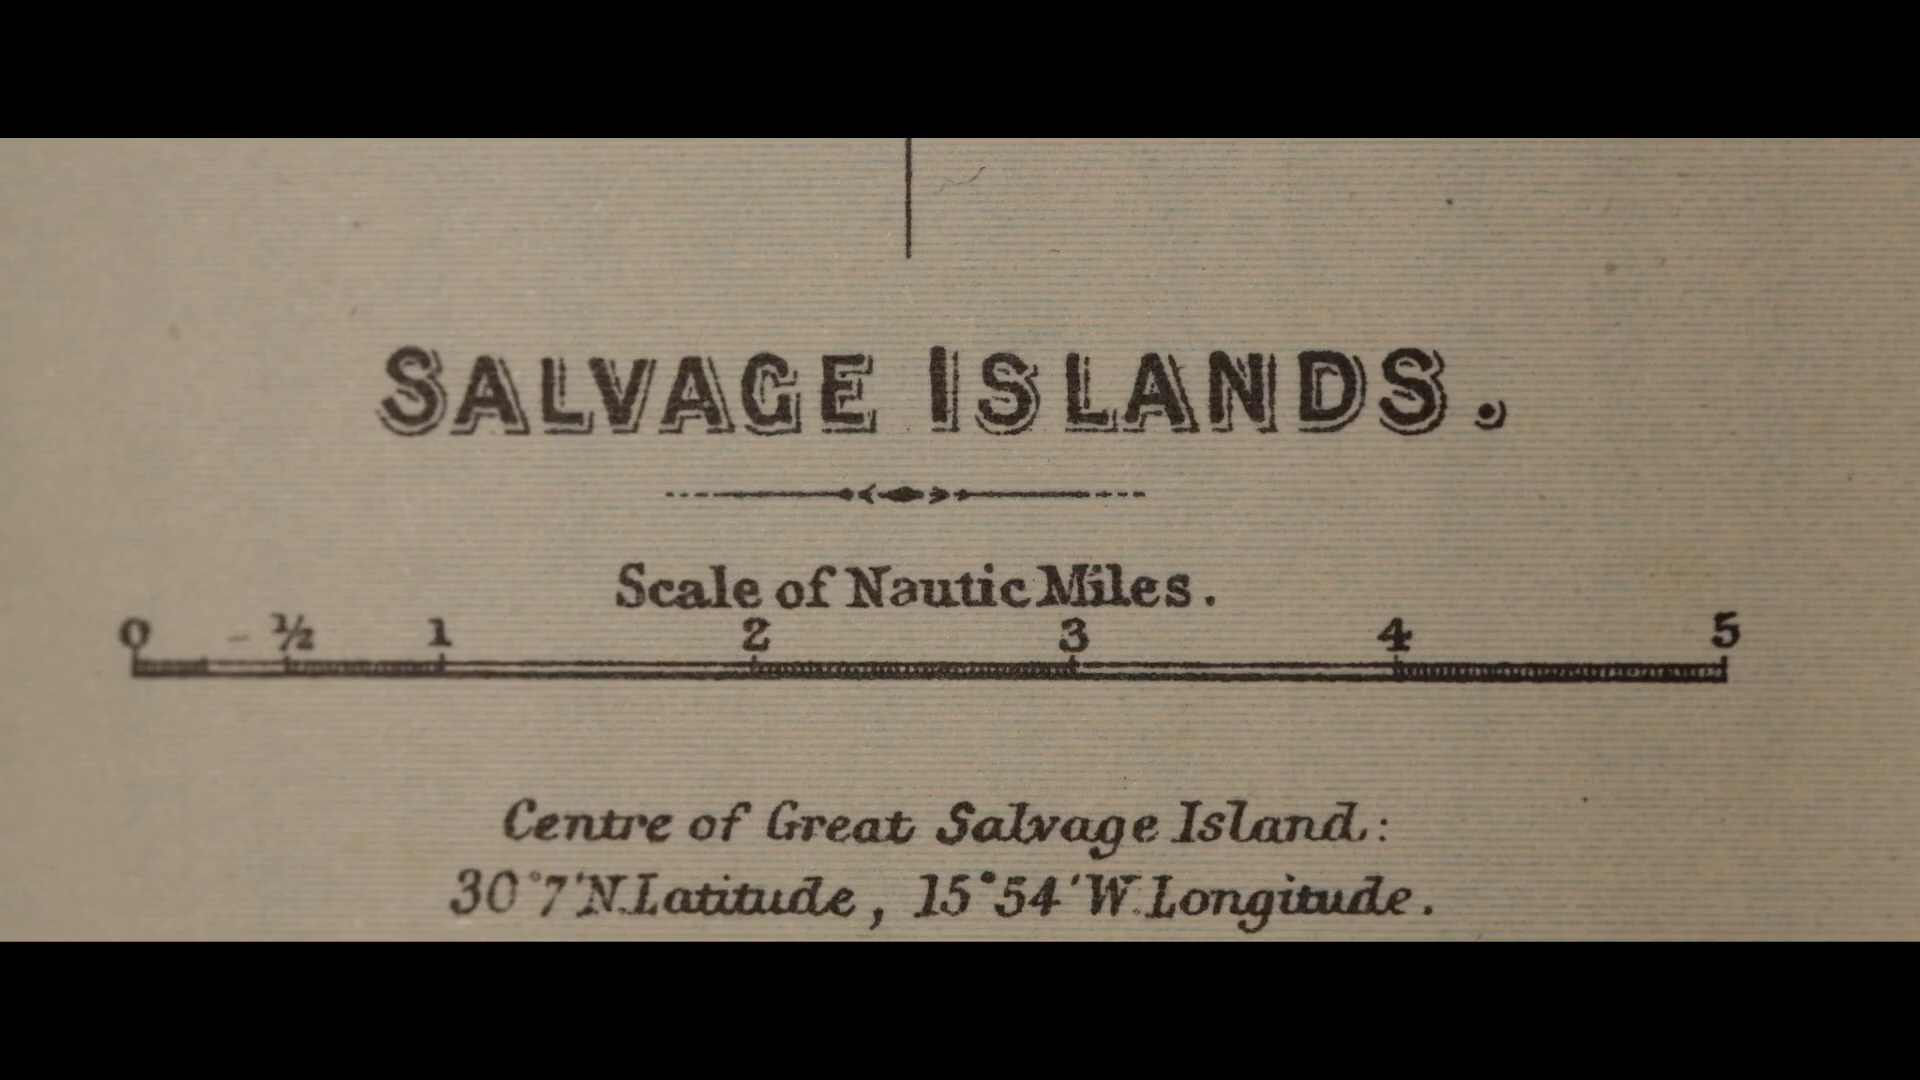 SALVAGE ISLANDS.
Scale of Nautic Miles.
0 ½ 1 2 3 4 5
Centre of Great Salvage Island:
30°7'N.Latitude, 15°54'W.Longitude.